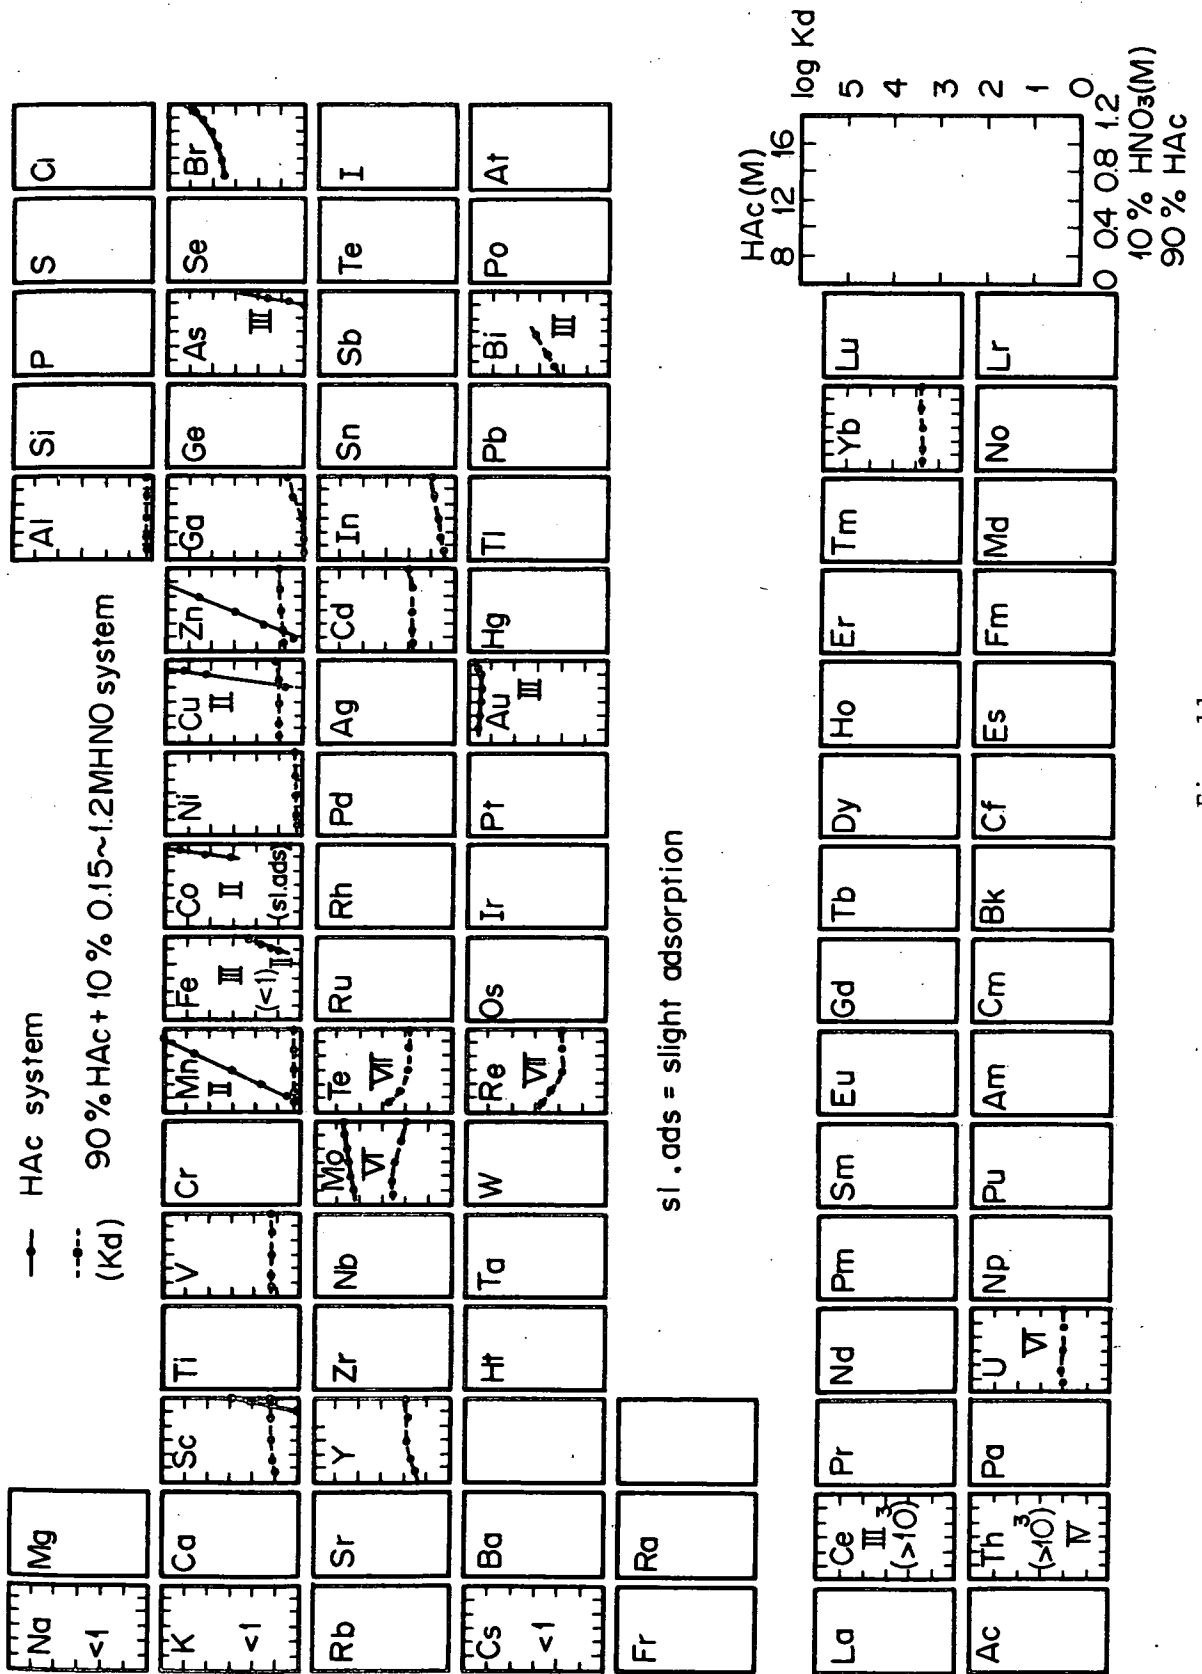 HAc system
90% HAc+10% 0.15~1.2MHNO system
(Kd)
Na <1 Mg Al Si P S Cl
K <1 Ca Sc Ti V Cr Mn II Fe III (<1) II Co II (sl.ads) Ni Cu II Zn Ga Ge As III Se Br
Rb Sr Y Zr Nb Mo VI Te VII Ru Rh Pd Ag Cd In Sn Sb Te I
Cs <1 Ba Ht Ta W Re VII Os Ir Pt Au III Hg Tl Pb Bi III Po At
Fr Ra
sl.ads = slight adsorption
La Ce III (>10³) Pr Nd Pm Sm Eu Gd Tb Dy Ho Er Tm Yb Lu
Ac Th (>10³) IV Pa U VI Np Pu Am Cm Bk Cf Es Fm Md No Lr
HAc(M)
8 12 16
log Kd
5
4
3
2
1
0
0 0.4 0.8 1.2
10% HNO₃(M)
90% HAc